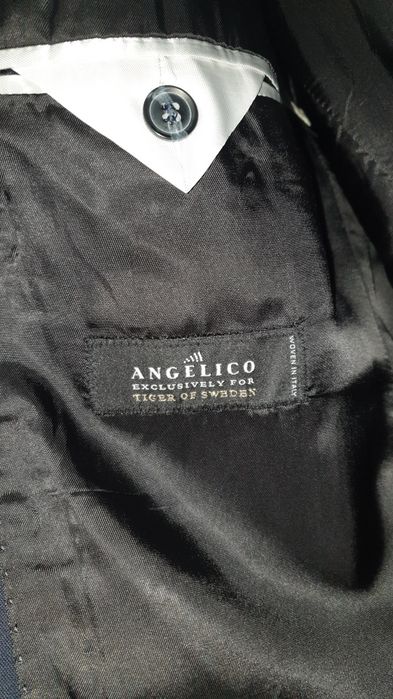 ANGELICO
EXCLUSIVELY FOR
TIGER OF SWEDEN
WOVEN IN ITALY